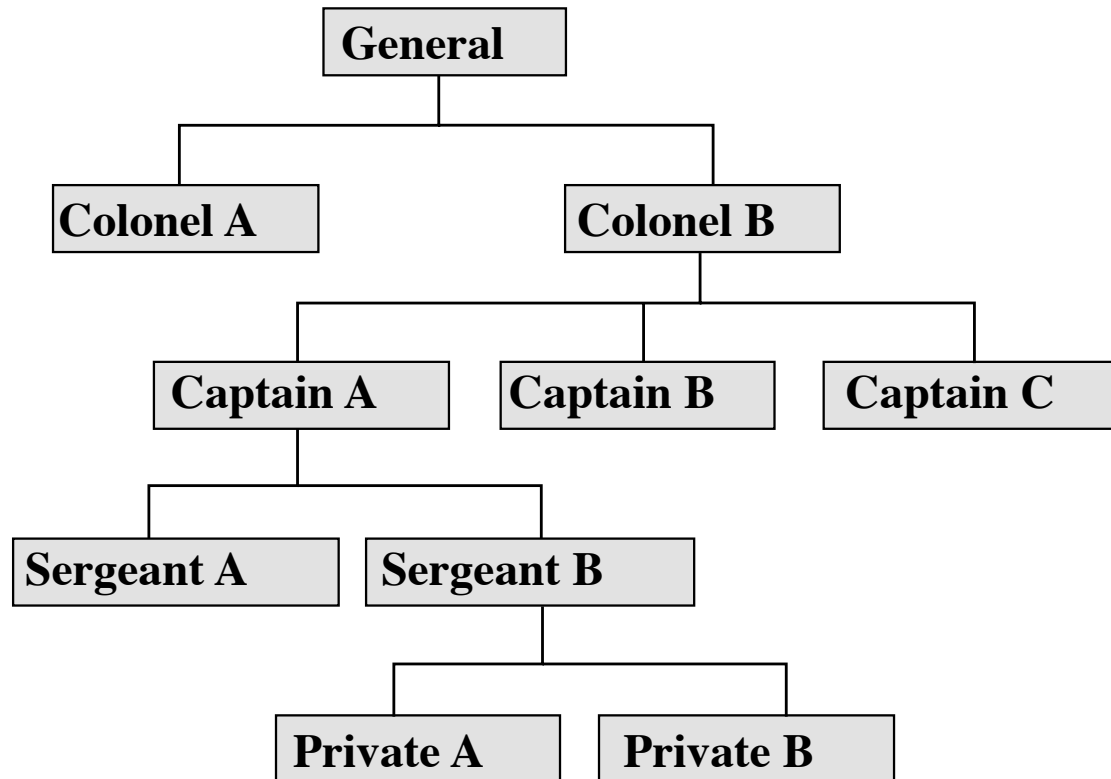 General
Colonel A
Colonel B
Captain A
Captain B
Captain C
Sergeant A
Sergeant B
Private A
Private B